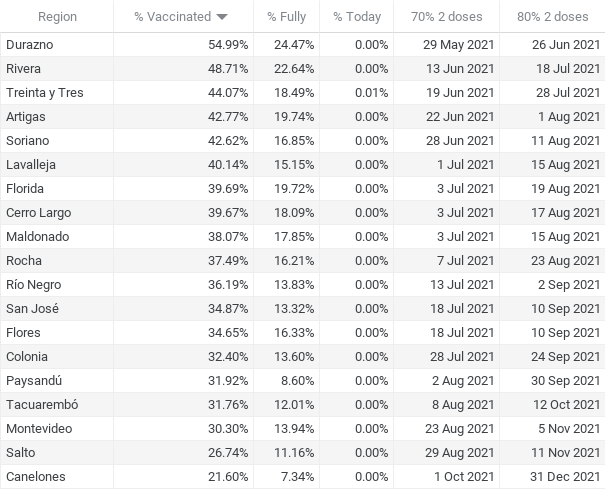 Region % Vaccinated % Fully % Today 70% 2 doses 80% 2 doses
Durazno 54.99% 24.47% 0.00% 29 May 2021 26 Jun 2021
Rivera 48.71% 22.64% 0.00% 13 Jun 2021 18 Jul 2021
Treinta y Tres 44.07% 18.49% 0.01% 19 Jun 2021 28 Jul 2021
Artigas 42.77% 19.74% 0.00% 22 Jun 2021 1 Aug 2021
Soriano 42.62% 16.85% 0.00% 28 Jun 2021 11 Aug 2021
Lavalleja 40.14% 15.15% 0.00% 1 Jul 2021 15 Aug 2021
Florida 39.69% 19.72% 0.00% 3 Jul 2021 19 Aug 2021
Cerro Largo 39.67% 18.09% 0.00% 3 Jul 2021 17 Aug 2021
Maldonado 38.07% 17.85% 0.00% 3 Jul 2021 15 Aug 2021
Rocha 37.49% 16.21% 0.00% 7 Jul 2021 23 Aug 2021
Río Negro 36.19% 13.83% 0.00% 13 Jul 2021 2 Sep 2021
San José 34.87% 13.32% 0.00% 18 Jul 2021 10 Sep 2021
Flores 34.65% 16.33% 0.00% 18 Jul 2021 10 Sep 2021
Colonia 32.40% 13.60% 0.00% 28 Jul 2021 24 Sep 2021
Paysandú 31.92% 8.60% 0.00% 2 Aug 2021 30 Sep 2021
Tacuarembó 31.76% 12.01% 0.00% 8 Aug 2021 12 Oct 2021
Montevideo 30.30% 13.94% 0.00% 23 Aug 2021 5 Nov 2021
Salto 26.74% 11.16% 0.00% 29 Aug 2021 11 Nov 2021
Canelones 21.60% 7.34% 0.00% 1 Oct 2021 31 Dec 2021